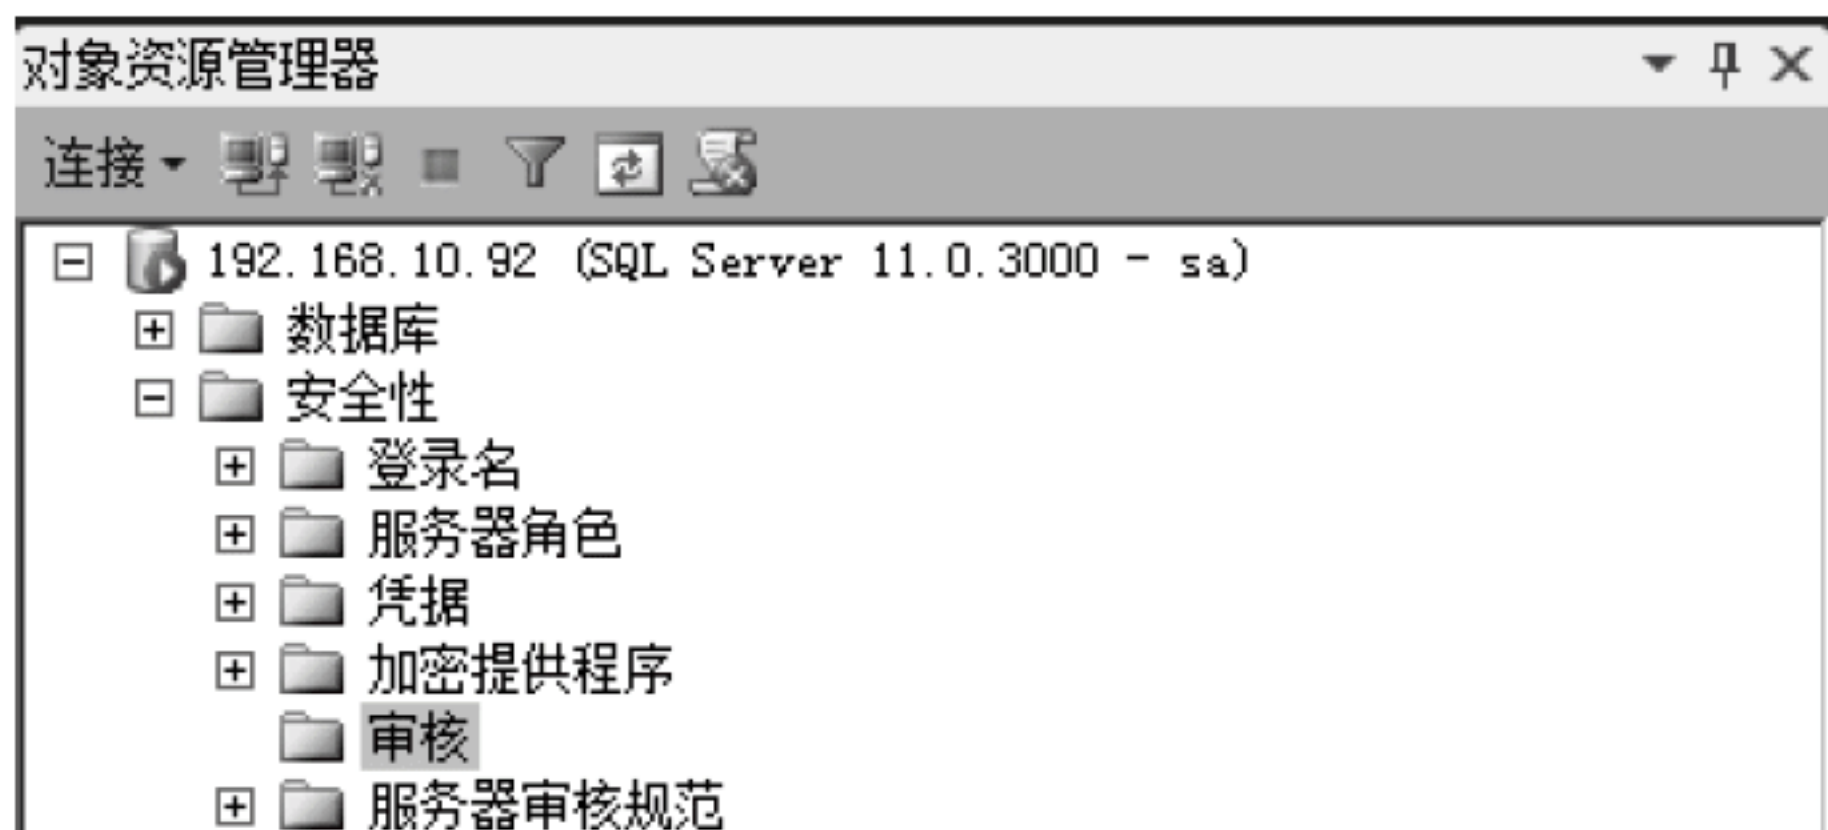 对象资源管理器
连接
192.168.10.92 (SQL Server 11.0.3000 - sa)
数据库
安全性
登录名
服务器角色
凭据
加密提供程序
审核
服务器审核规范